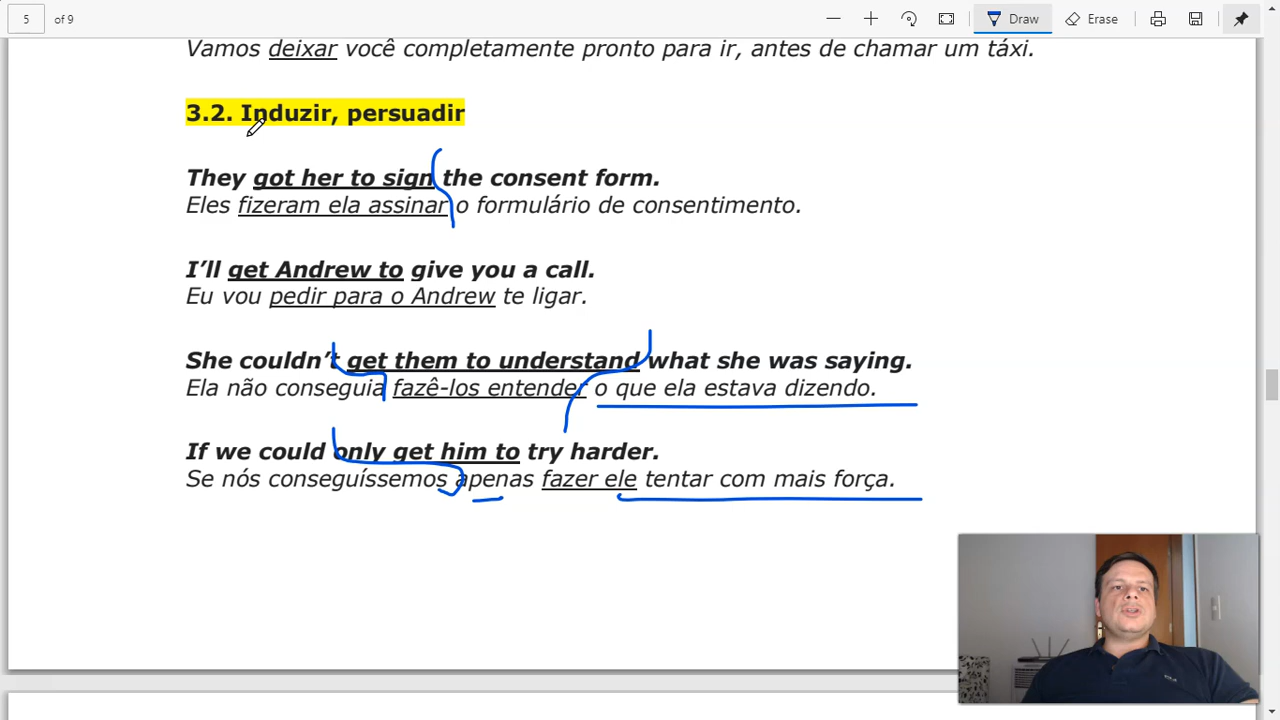 5 of 9 Draw Erase
Vamos deixar você completamente pronto para ir, antes de chamar um táxi.
3.2. Induzir, persuadir
They got her to sign the consent form.
Eles fizeram ela assinar o formulário de consentimento.
I’ll get Andrew to give you a call.
Eu vou pedir para o Andrew te ligar.
She couldn’t get them to understand what she was saying.
Ela não conseguia fazê-los entender o que ela estava dizendo.
If we could only get him to try harder.
Se nós conseguíssemos apenas fazer ele tentar com mais força.